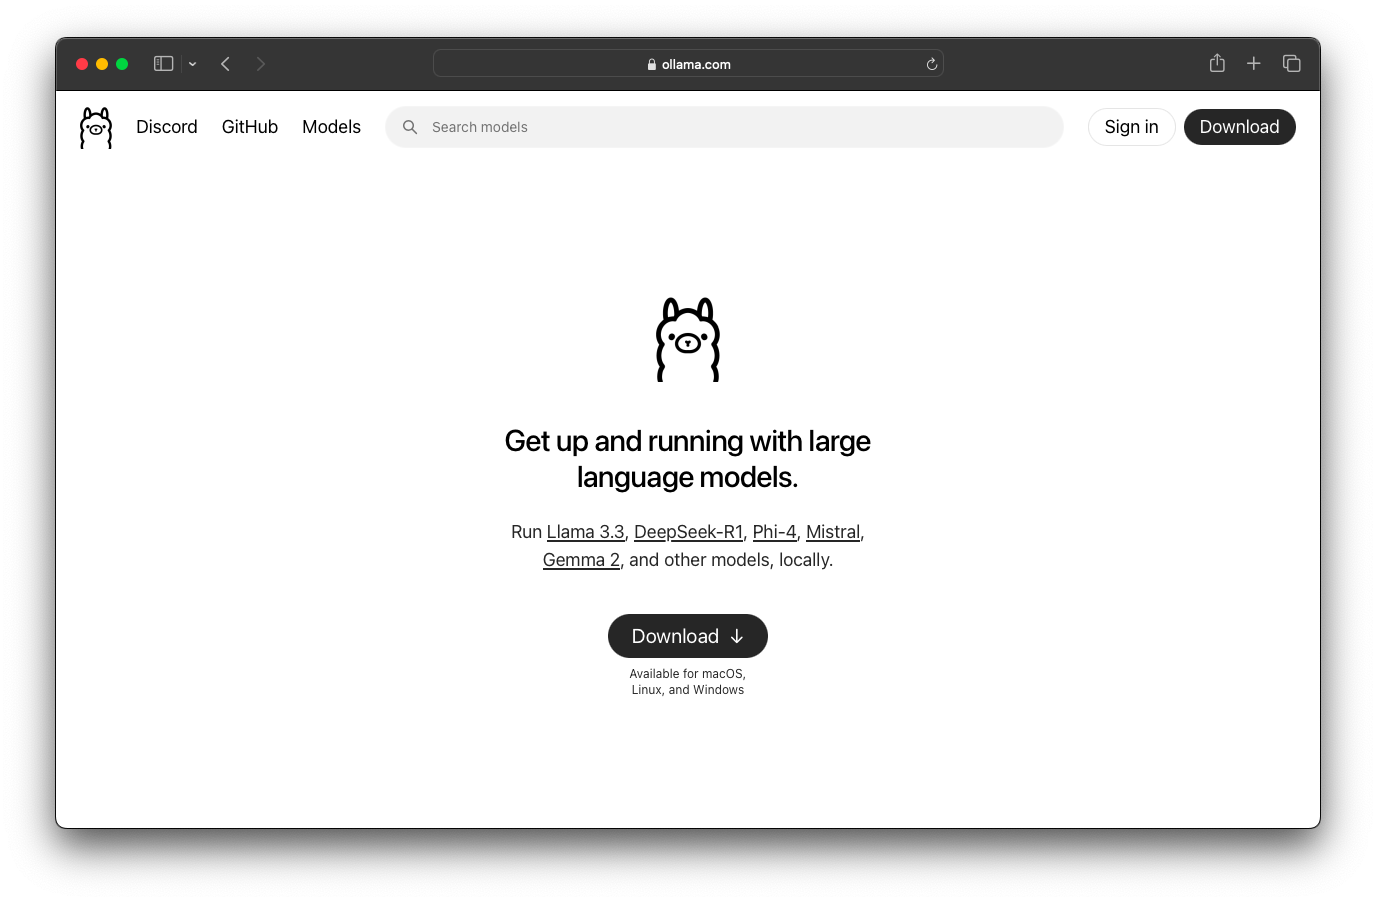 ollama.com
Discord GitHub Models Search models Sign in Download
Get up and running with large
language models.
Run Llama 3.3, DeepSeek-R1, Phi-4, Mistral,
Gemma 2, and other models, locally.
Download ↓
Available for macOS,
Linux, and Windows